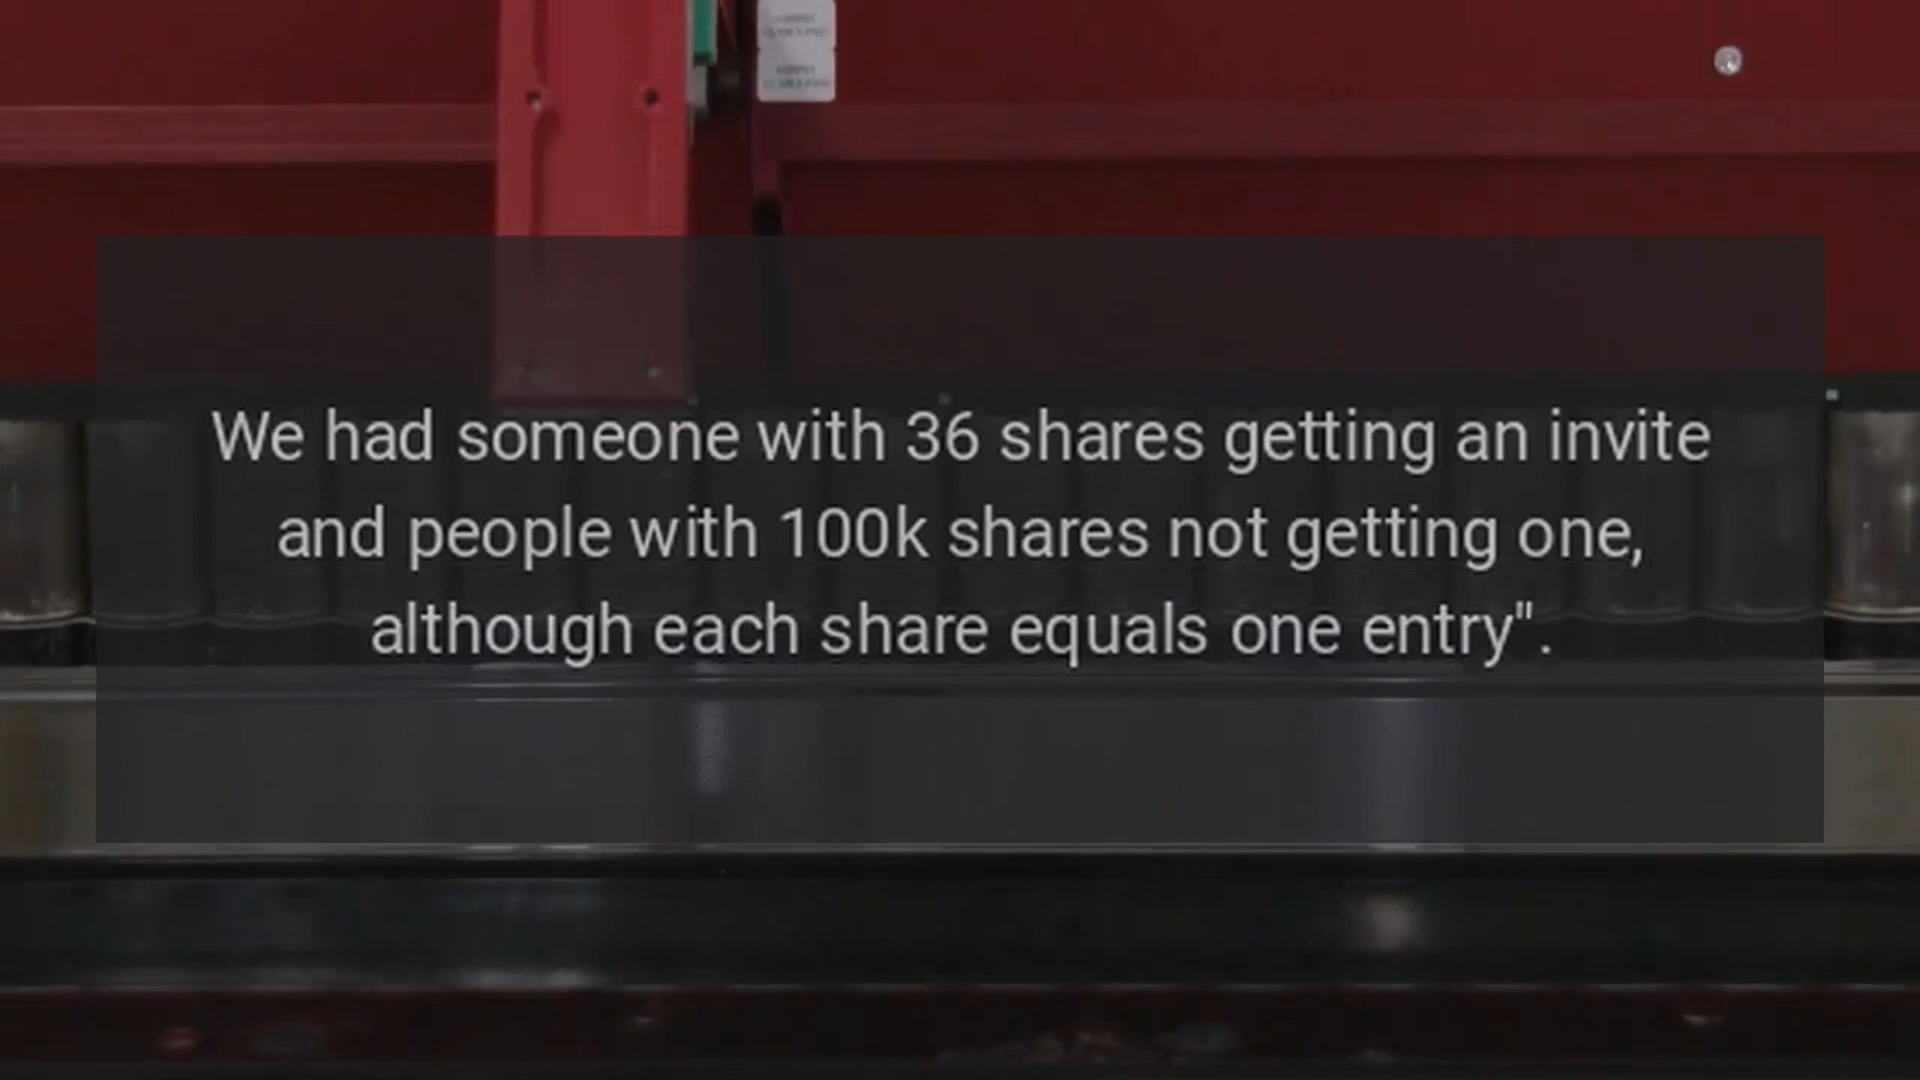 We had someone with 36 shares getting an invite
and people with 100k shares not getting one,
although each share equals one entry".